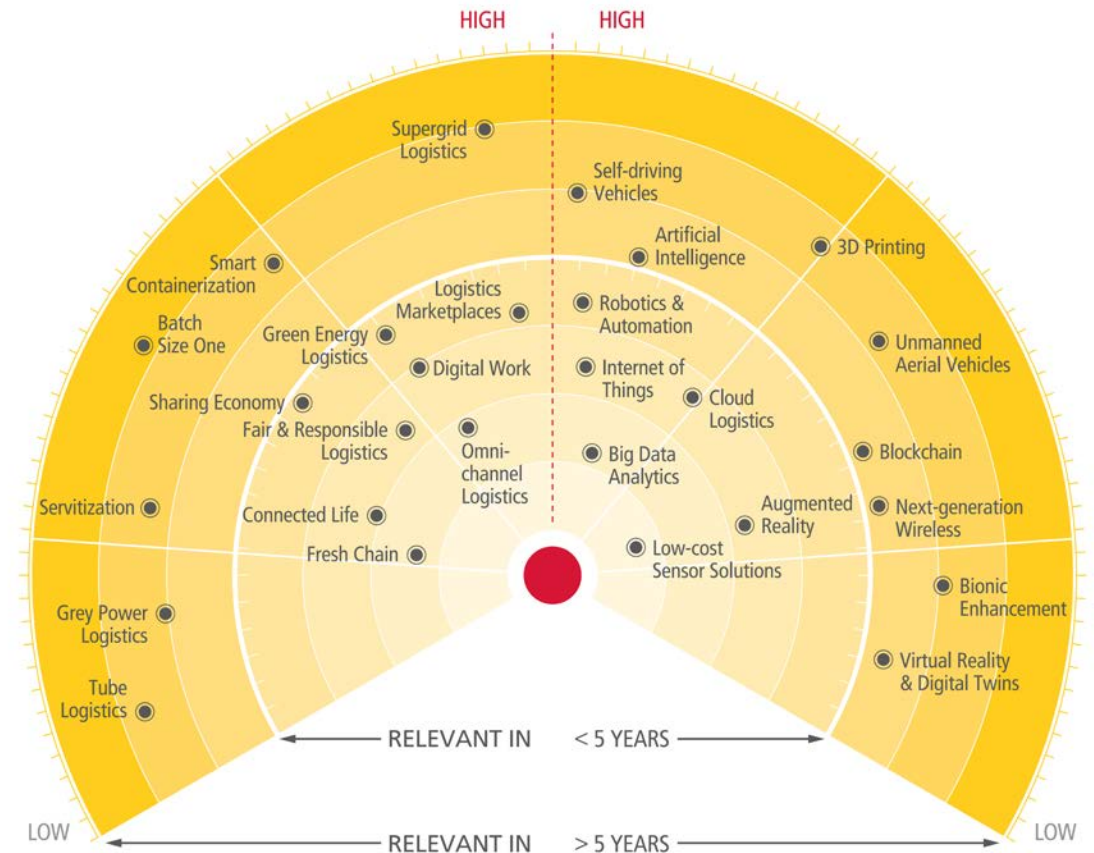 HIGH
HIGH
Supergrid
Logistics
Self-driving
Vehicles
Artificial
Intelligence
3D Printing
Smart
Containerization
Logistics
Marketplaces
Robotics &
Automation
Batch
Size One
Green Energy
Logistics
Unmanned
Aerial Vehicles
Digital Work
Internet of
Things
Cloud
Logistics
Sharing Economy
Fair & Responsible
Logistics
Omni-
channel
Logistics
Big Data
Analytics
Blockchain
Servitization
Connected Life
Augmented
Reality
Next-generation
Wireless
Fresh Chain
Low-cost
Sensor Solutions
Bionic
Enhancement
Grey Power
Logistics
Virtual Reality
& Digital Twins
Tube
Logistics
RELEVANT IN < 5 YEARS
LOW
LOW
RELEVANT IN > 5 YEARS